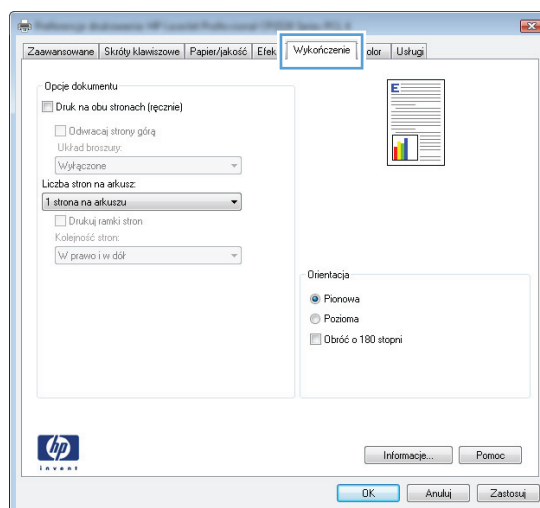 Zaawansowane Skróty klawiszowe Papier/jakość Efek Wykończenie olor Usługi
Opcje dokumentu
Druk na obu stronach (ręcznie)
Odwracaj strony górą
Układ broszury:
Wyłączone
Liczba stron na arkusz:
1 strona na arkuszu
Drukuj ramki stron
Kolejność stron:
W prawo i w dół
E
Orientacja
Pionowa
Pozioma
Obróć o 180 stopni
hp
invent
Informacje... Pomoc
OK Anuluj Zastosuj